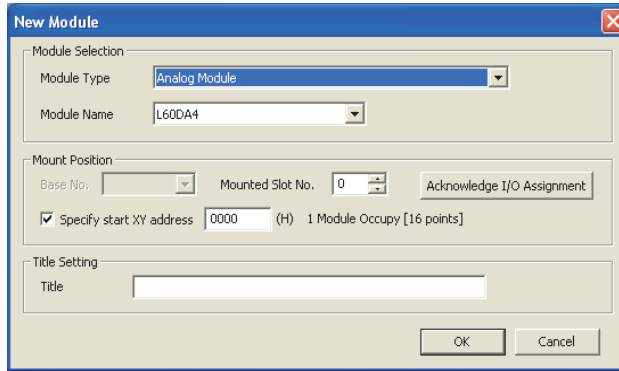 New Module
Module Selection
Module Type Analog Module
Module Name L60DA4
Mount Position
Base No. Mounted Slot No. 0 Acknowledge I/O Assignment
Specify start XY address 0000 (H) 1 Module Occupy [16 points]
Title Setting
Title
OK Cancel